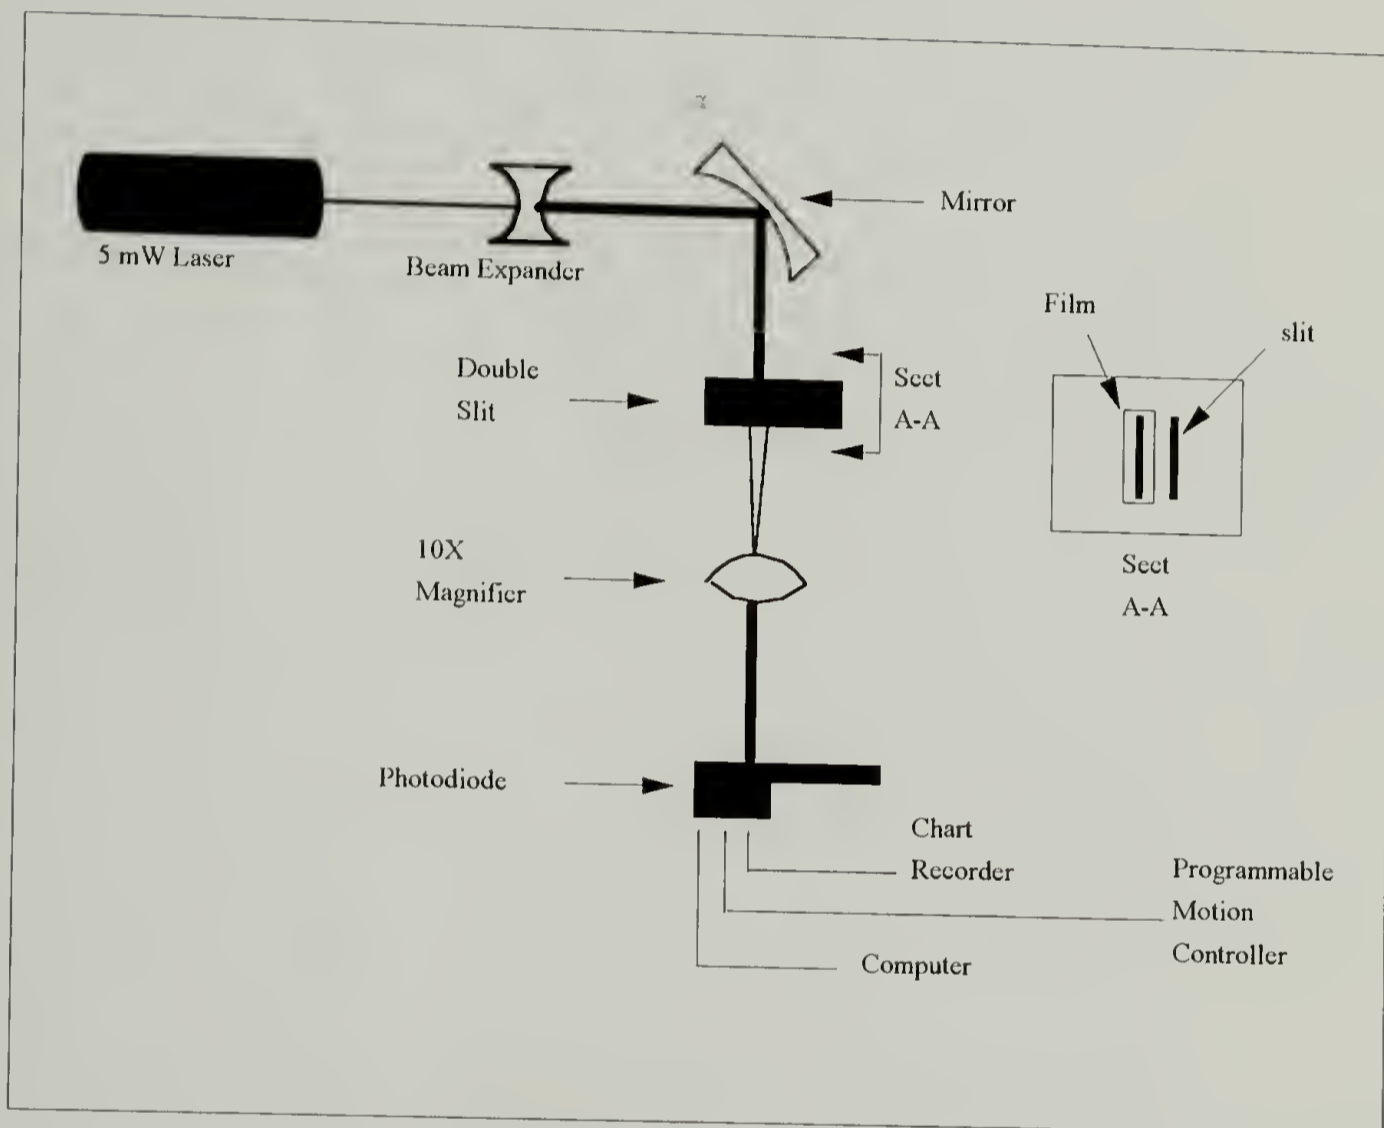 5 mW Laser
Beam Expander
Mirror
Double
Slit
Sect
A-A
Film
slit
Sect
A-A
10X
Magnifier
Photodiode
Chart
Recorder
Programmable
Motion
Controller
Computer